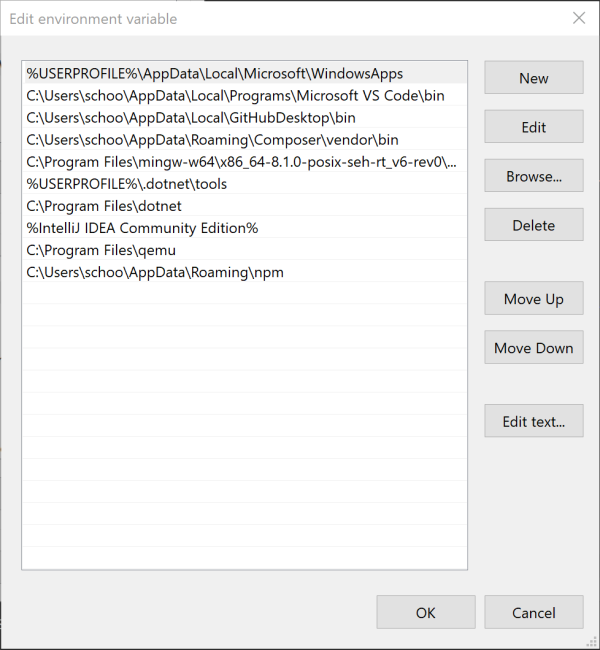 Edit environment variable
%USERPROFILE%\AppData\Local\Microsoft\WindowsApps
C:\Users\schoo\AppData\Local\Programs\Microsoft VS Code\bin
C:\Users\schoo\AppData\Local\GitHubDesktop\bin
C:\Users\schoo\AppData\Roaming\Composer\vendor\bin
C:\Program Files\mingw-w64\x86_64-8.1.0-posix-seh-rt_v6-rev0\...
%USERPROFILE%\.dotnet\tools
C:\Program Files\dotnet
%IntelliJ IDEA Community Edition%
C:\Program Files\qemu
C:\Users\schoo\AppData\Roaming\npm
New
Edit
Browse...
Delete
Move Up
Move Down
Edit text...
OK
Cancel